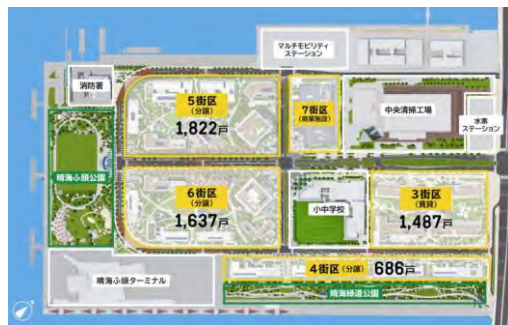 マルチモビリティ
ステーション
消防署
5街区
(分譲)
1,822戸
7街区
(商業施設)
中央清掃工場
水素
ステーション
晴海ふ頭公園
6街区
(分譲)
1,637戸
小中学校
3街区
(賃貸)
1,487戸
4街区(分譲) 686戸
晴海ふ頭ターミナル
晴海緑道公園